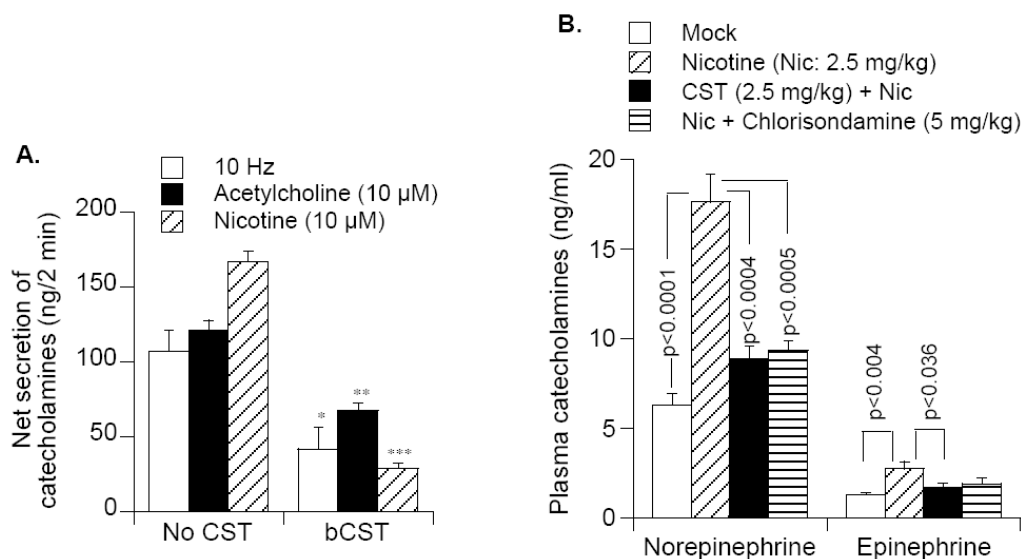 A.
10 Hz
Acetylcholine (10 µM)
Nicotine (10 µM)
Net secretion of
catecholamines (ng/2 min)
200
150
100
50
0
*
**
***
No CST
bCST
B.
Mock
Nicotine (Nic: 2.5 mg/kg)
CST (2.5 mg/kg) + Nic
Nic + Chlorisondamine (5 mg/kg)
Plasma catecholamines (ng/ml)
20
15
10
5
0
p<0.0001
p<0.0004
p<0.0005
p<0.004
p<0.036
Norepinephrine
Epinephrine